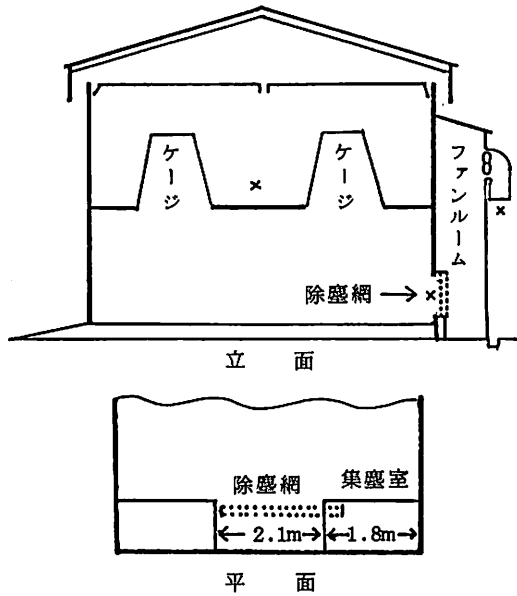 ケージ
ケージ
ファンルーム
除塵網
立面
除塵網
集塵室
2.1m
1.8m
平面